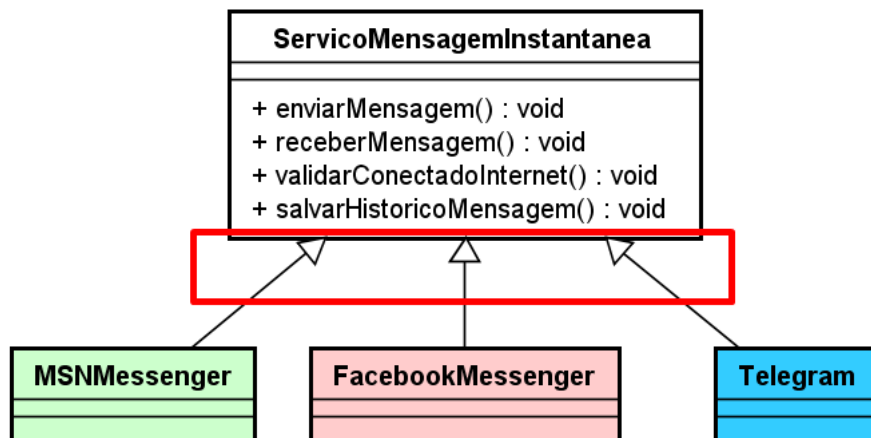 ServicoMensagemInstantanea
+ enviarMensagem() : void
+ receberMensagem() : void
+ validarConectadoInternet() : void
+ salvarHistoricoMensagem() : void
MSNMessenger
FacebookMessenger
Telegram